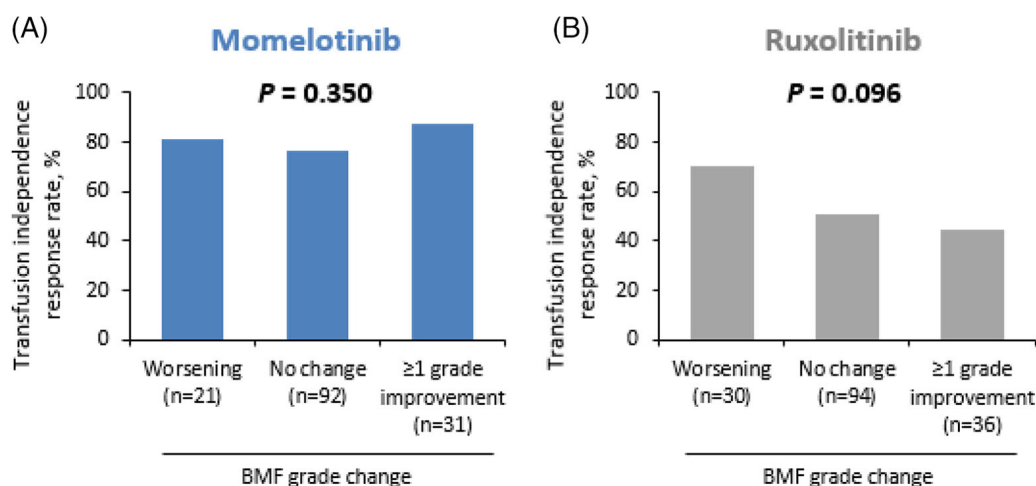 (A)
Momelotinib
P = 0.350
Transfusion independence
response rate, %
100
80
60
40
20
0
Worsening
(n=21)
No change
(n=92)
≥1 grade
improvement
(n=31)
BMF grade change
(B)
Ruxolitinib
P = 0.096
Transfusion independence
response rate, %
100
80
60
40
20
0
Worsening
(n=30)
No change
(n=94)
≥1 grade
improvement
(n=36)
BMF grade change